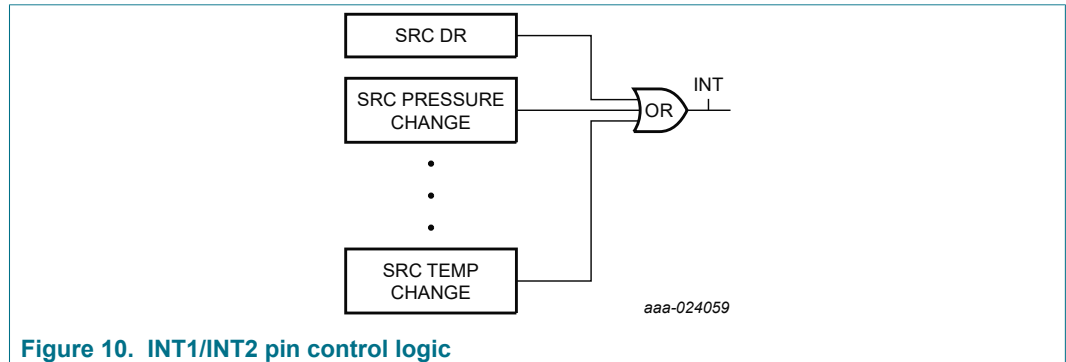 SRC DR
SRC PRESSURE
CHANGE
INT
OR
SRC TEMP
CHANGE
aaa-024059
Figure 10. INT1/INT2 pin control logic